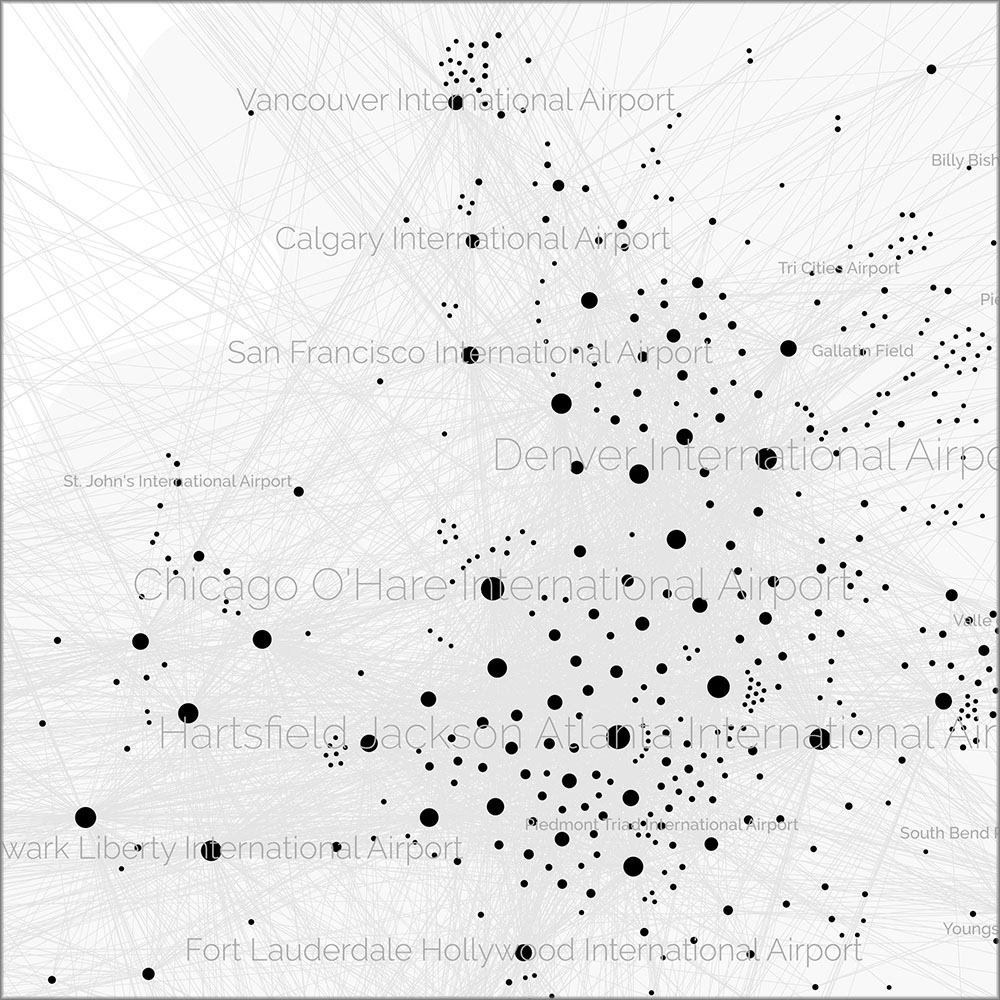 Vancouver International Airport
Billy Bish
Calgary International Airport
Tri Cities Airport
Pie
San Francisco International Airport
Gallatin Field
Denver International Airpo
St. John's International Airport
Chicago O'Hare International Airport
Valle
Hartsfield Jackson Atlanta International Air
Piedmont Triad International Airport
South Bend R
wark Liberty International Airport
Youngs
Fort Lauderdale Hollywood International Airport